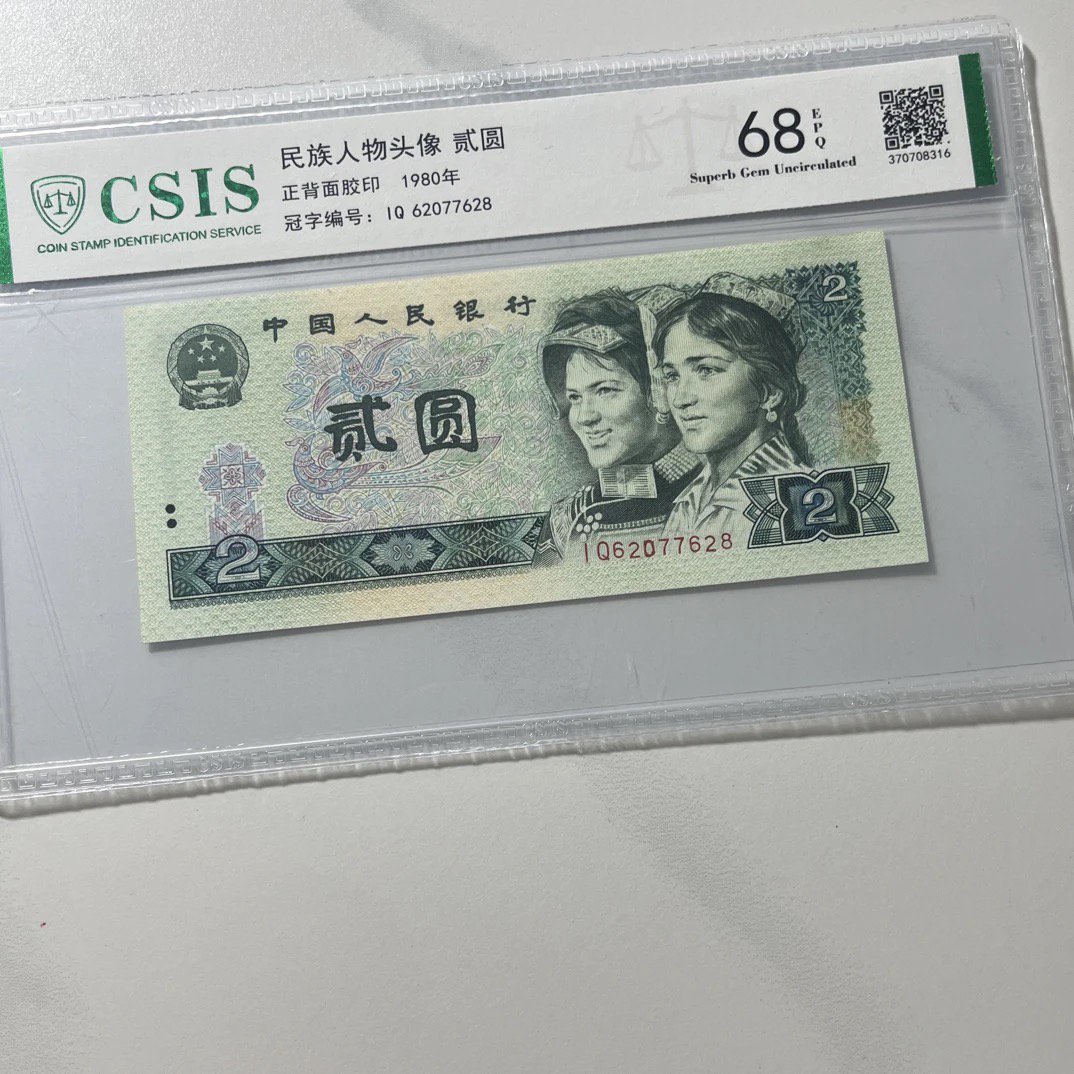 CSIS
COIN STAMP IDENTIFICATION SERVICE
民族人物头像 贰圆
正背面胶印 1980年
冠字编号：IQ 62077628
68 EPQ
Superb Gem Uncirculated
370708316
中国人民银行
贰圆
2
2
2
IQ62077628